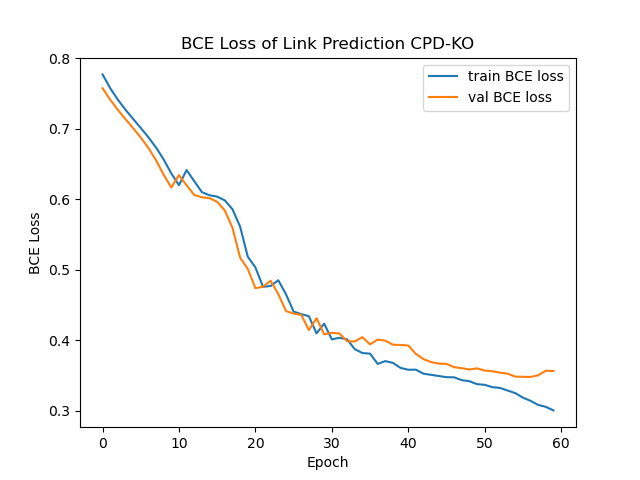 BCE Loss of Link Prediction CPD-KO
train BCE loss
val BCE loss
BCE Loss
0.8
0.7
0.6
0.5
0.4
0.3
0 10 20 30 40 50 60
Epoch